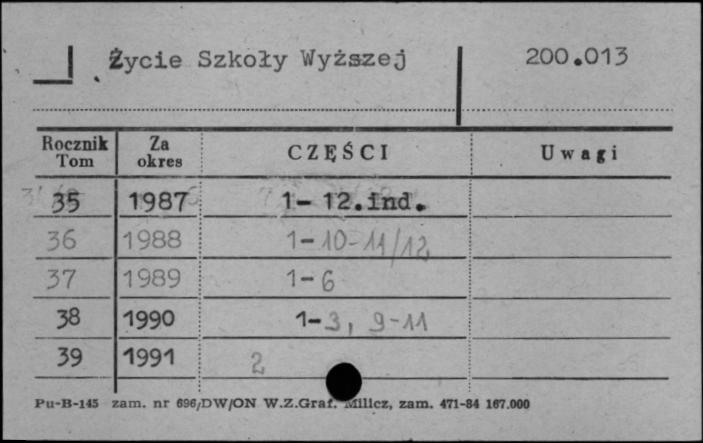 Życie Szkoły Wyższej 200.013
Rocznik Tom Za okres CZĘŚCI Uwagi
35 1987 1-12.ind.
36 1988 1-10-11/12
37 1989 1-6
38 1990 1-3, 9-11
39 1991 2
Pu-B-145 zam. nr 696/DW/ON W.Z.Graf. Milicz, zam. 471-84 167.000